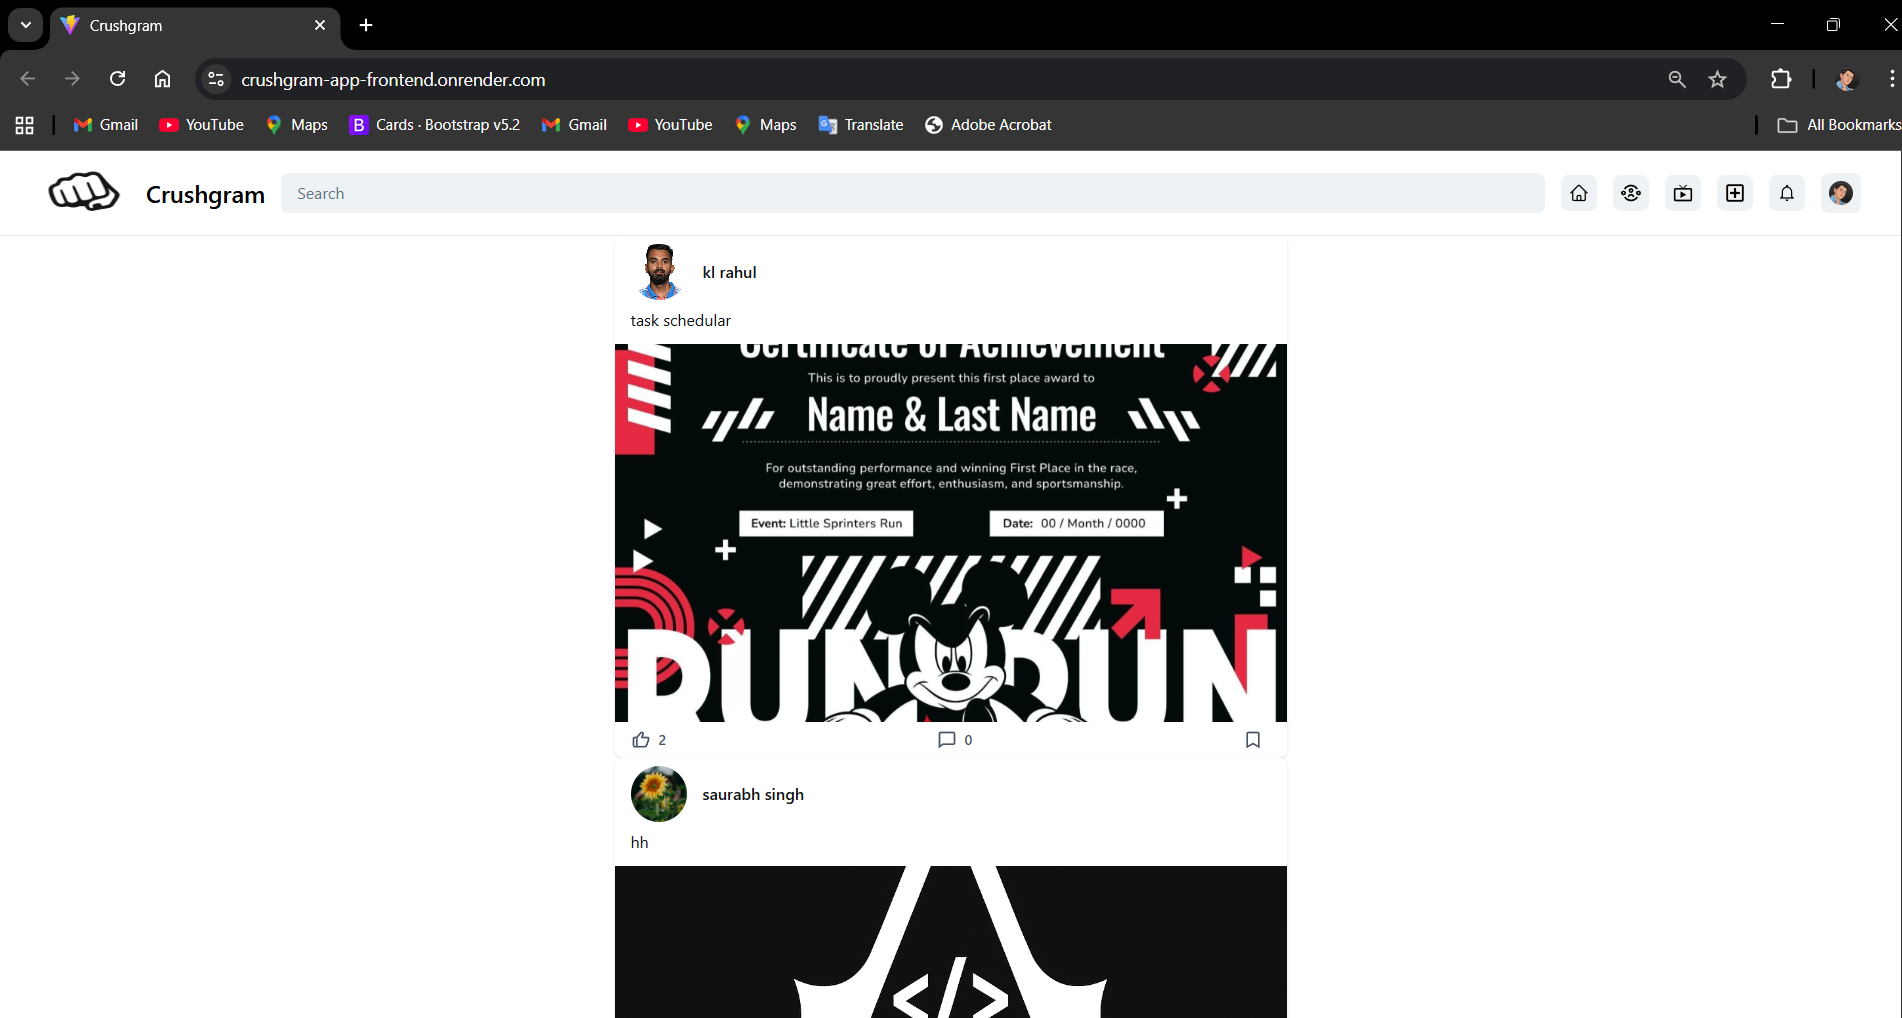 Crushgram
crushgram-app-frontend.onrender.com
Gmail YouTube Maps Cards · Bootstrap v5.2 Gmail YouTube Maps Translate Adobe Acrobat All Bookmarks
Crushgram Search
kl rahul
task schedular
Certificate of Achievement
This is to proudly present this first place award to
Name & Last Name
For outstanding performance and winning First Place in the race,
demonstrating great effort, enthusiasm, and sportsmanship.
Event: Little Sprinters Run Date: 00 / Month / 0000
RUN RUN
2 0
saurabh singh
hh
</>